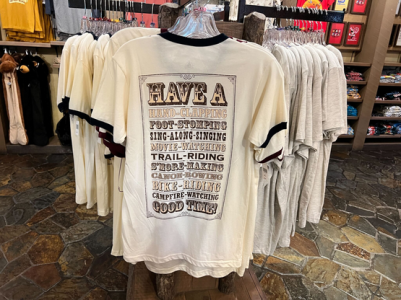 HAVE A
HAND-CLAPPING
FOOT-STOMPING
SING-ALONG-SINGING
MOVIE-WATCHING
TRAIL-RIDING
S'MORE-MAKING
CANOE-ROWING
BIKE-RIDING
CAMPFIRE-WATCHING
GOOD TIME!